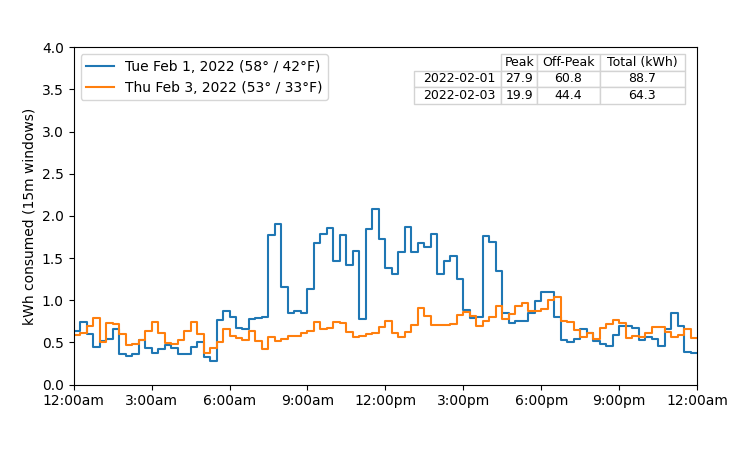 4.0
3.5
3.0
2.5
2.0
1.5
1.0
0.5
0.0
kWh consumed (15m windows)
Tue Feb 1, 2022 (58° / 42°F)
Thu Feb 3, 2022 (53° / 33°F)
Peak Off-Peak Total (kWh)
2022-02-01 27.9 60.8 88.7
2022-02-03 19.9 44.4 64.3
12:00am 3:00am 6:00am 9:00am 12:00pm 3:00pm 6:00pm 9:00pm 12:00am